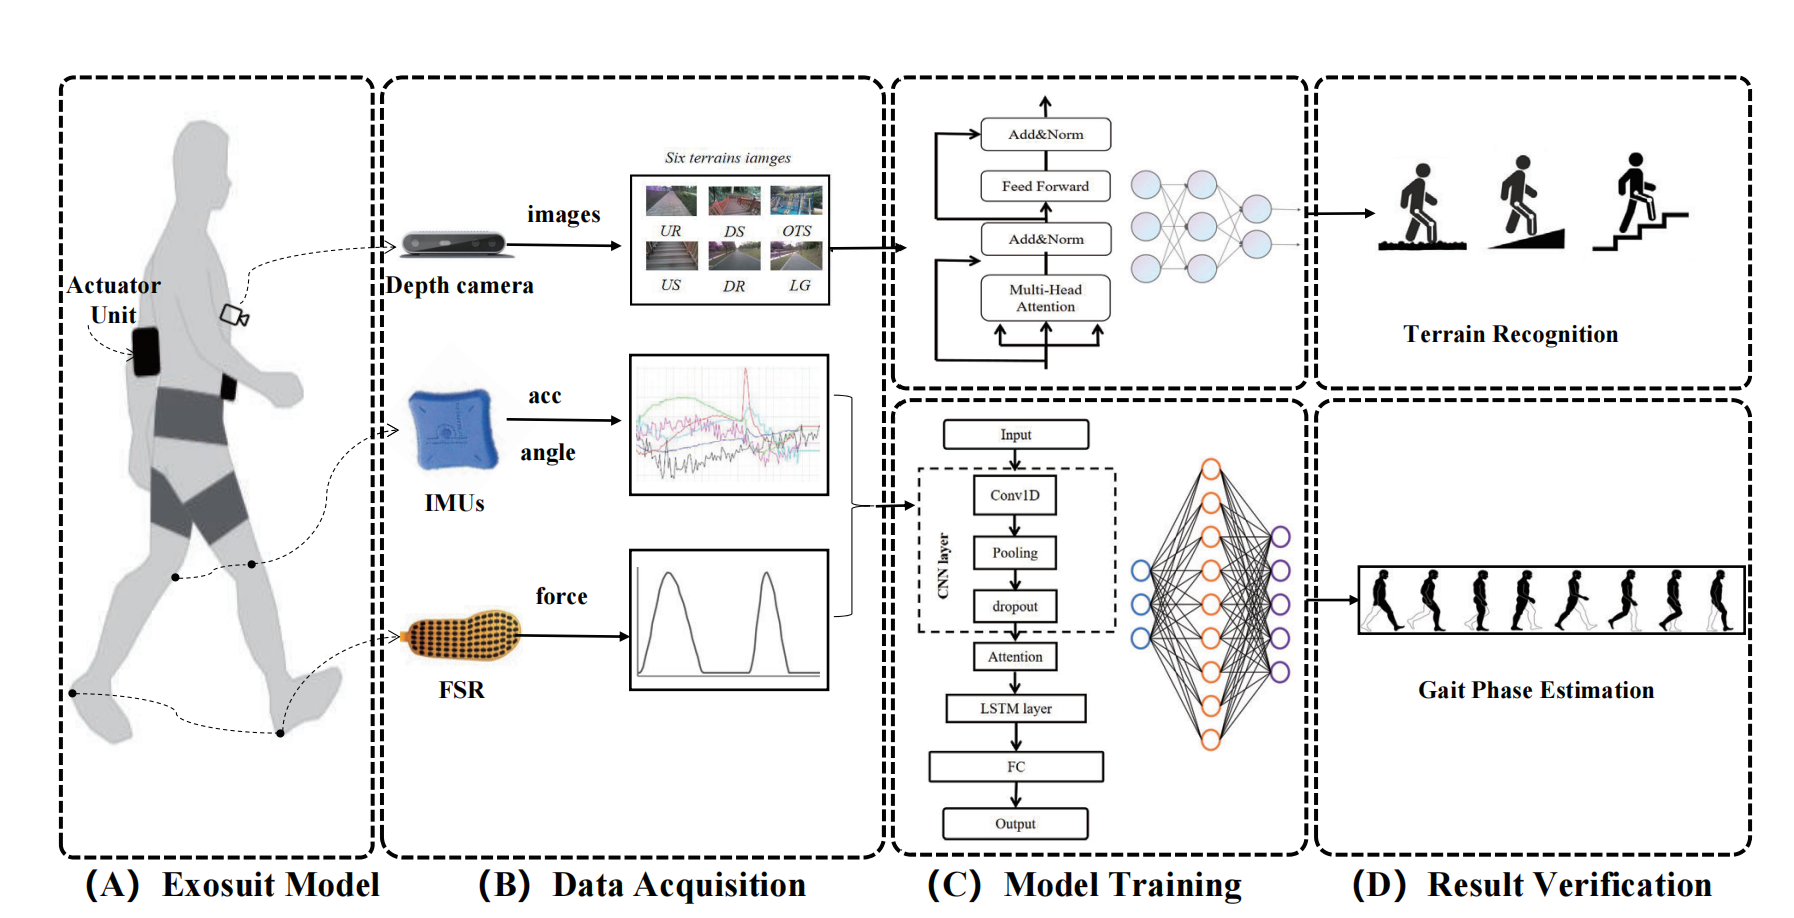 Actuator
Unit
images
Depth camera
Six terrains iamges
UR
DS
OTS
US
DR
LG
acc
angle
IMUs
force
FSR
Add&Norm
Feed Forward
Add&Norm
Multi-Head
Attention
Input
CNN layer
Conv1D
Pooling
dropout
Attention
LSTM layer
FC
Output
Terrain Recognition
Gait Phase Estimation
(A) Exosuit Model
(B) Data Acquisition
(C) Model Training
(D) Result Verification